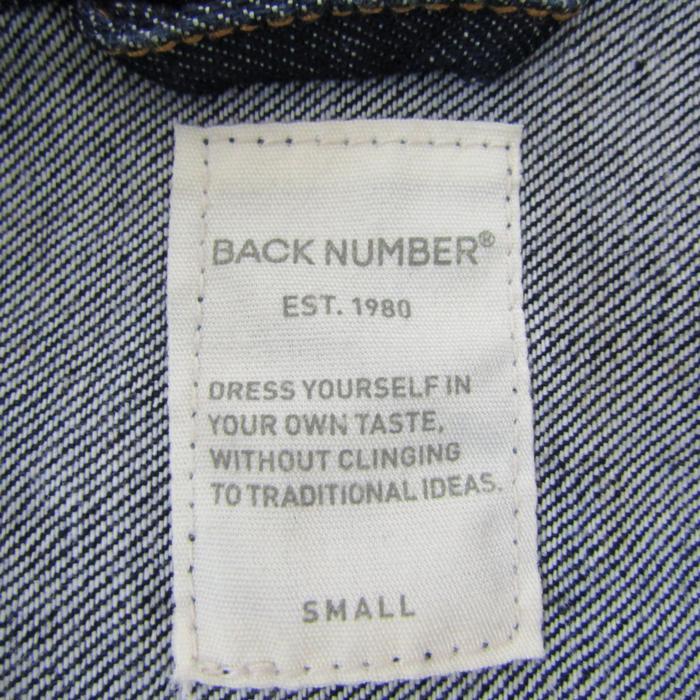 BACK NUMBER®
EST. 1980
DRESS YOURSELF IN
YOUR OWN TASTE,
WITHOUT CLINGING
TO TRADITIONAL IDEAS.
SMALL